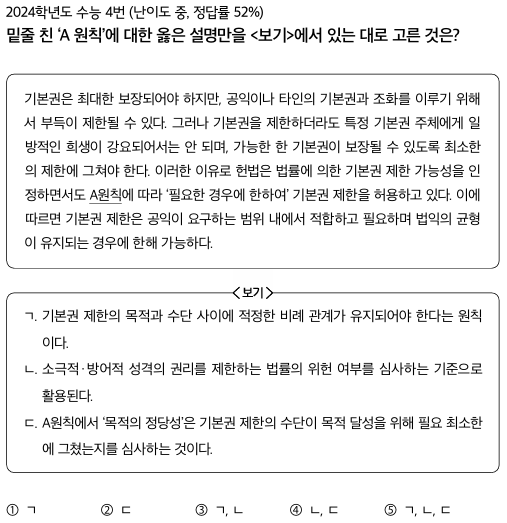 2024학년도 수능 4번 (난이도 중, 정답률 52%)
밑줄 친 ‘A 원칙’에 대한 옳은 설명만을 <보기>에서 있는 대로 고른 것은?
기본권은 최대한 보장되어야 하지만, 공익이나 타인의 기본권과 조화를 이루기 위해
서 부득이 제한될 수 있다. 그러나 기본권을 제한하더라도 특정 기본권 주체에게 일
방적인 희생이 강요되어서는 안 되며, 가능한 한 기본권이 보장될 수 있도록 최소한
의 제한에 그쳐야 한다. 이러한 이유로 헌법은 법률에 의한 기본권 제한 가능성을 인
정하면서도 A원칙에 따라 ‘필요한 경우에 한하여’ 기본권 제한을 허용하고 있다. 이에
따르면 기본권 제한은 공익이 요구하는 범위 내에서 적합하고 필요하며 법익의 균형
이 유지되는 경우에 한해 가능하다.
<보기>
ㄱ. 기본권 제한의 목적과 수단 사이에 적정한 비례 관계가 유지되어야 한다는 원칙
이다.
ㄴ. 소극적·방어적 성격의 권리를 제한하는 법률의 위헌 여부를 심사하는 기준으로
활용된다.
ㄷ. A원칙에서 ‘목적의 정당성’은 기본권 제한의 수단이 목적 달성을 위해 필요 최소한
에 그쳤는지를 심사하는 것이다.
① ㄱ ② ㄷ ③ ㄱ, ㄴ ④ ㄴ, ㄷ ⑤ ㄱ, ㄴ, ㄷ